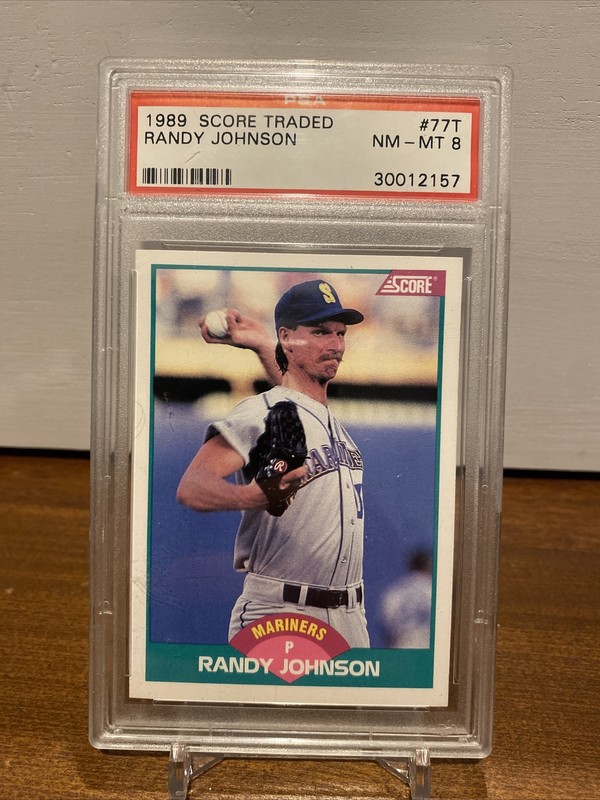 PSA
1989 SCORE TRADED #77T
RANDY JOHNSON NM - MT 8
30012157
SCORE
S
MARINERS
P
RANDY JOHNSON